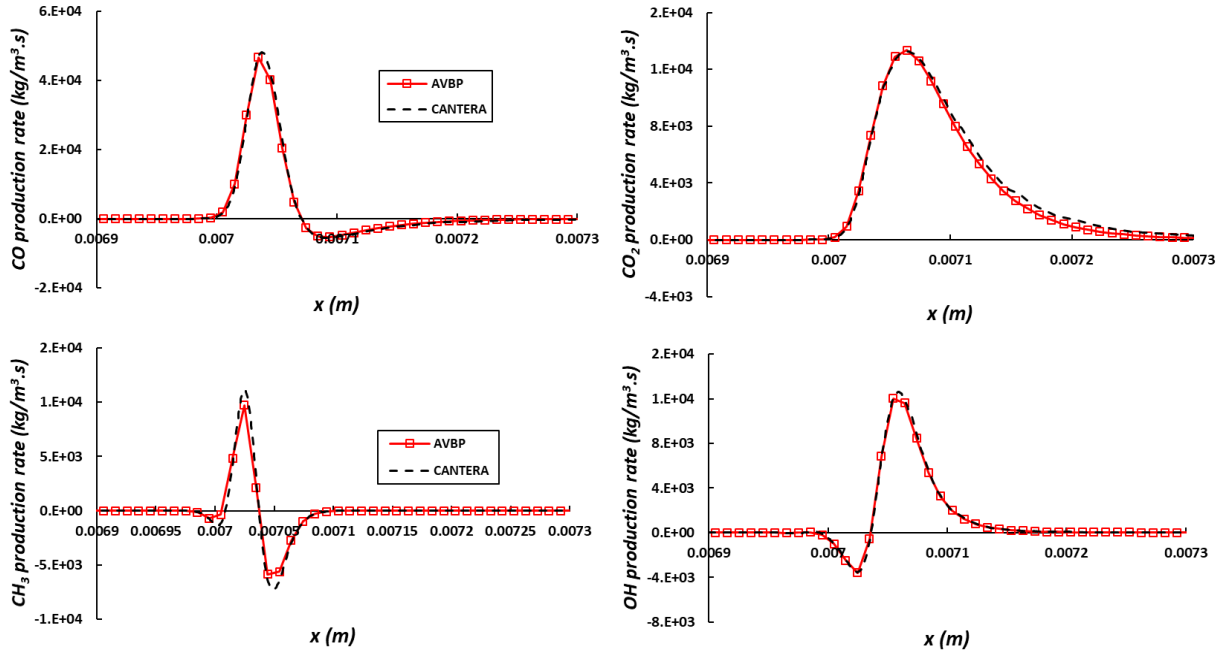 CO production rate (kg/m³.s)
6.E+04
4.E+04
2.E+04
0.E+00
-2.E+04
0.0069
0.007
0.0071
0.0072
0.0073
x (m)
AVBP
CANTERA
CO₂ production rate (kg/m³.s)
2.E+04
1.E+04
8.E+03
4.E+03
0.E+00
-4.E+03
0.0069
0.007
0.0071
0.0072
0.0073
x (m)
CH₃ production rate (kg/m³.s)
2.E+04
1.E+04
5.E+03
0.E+00
-5.E+03
-1.E+04
0.0069
0.00695
0.007
0.00705
0.0071
0.00715
0.0072
0.00725
0.0073
x (m)
AVBP
CANTERA
OH production rate (kg/m³.s)
2.E+04
1.E+04
8.E+03
4.E+03
0.E+00
-4.E+03
-8.E+03
0.0069
0.007
0.0071
0.0072
0.0073
x (m)